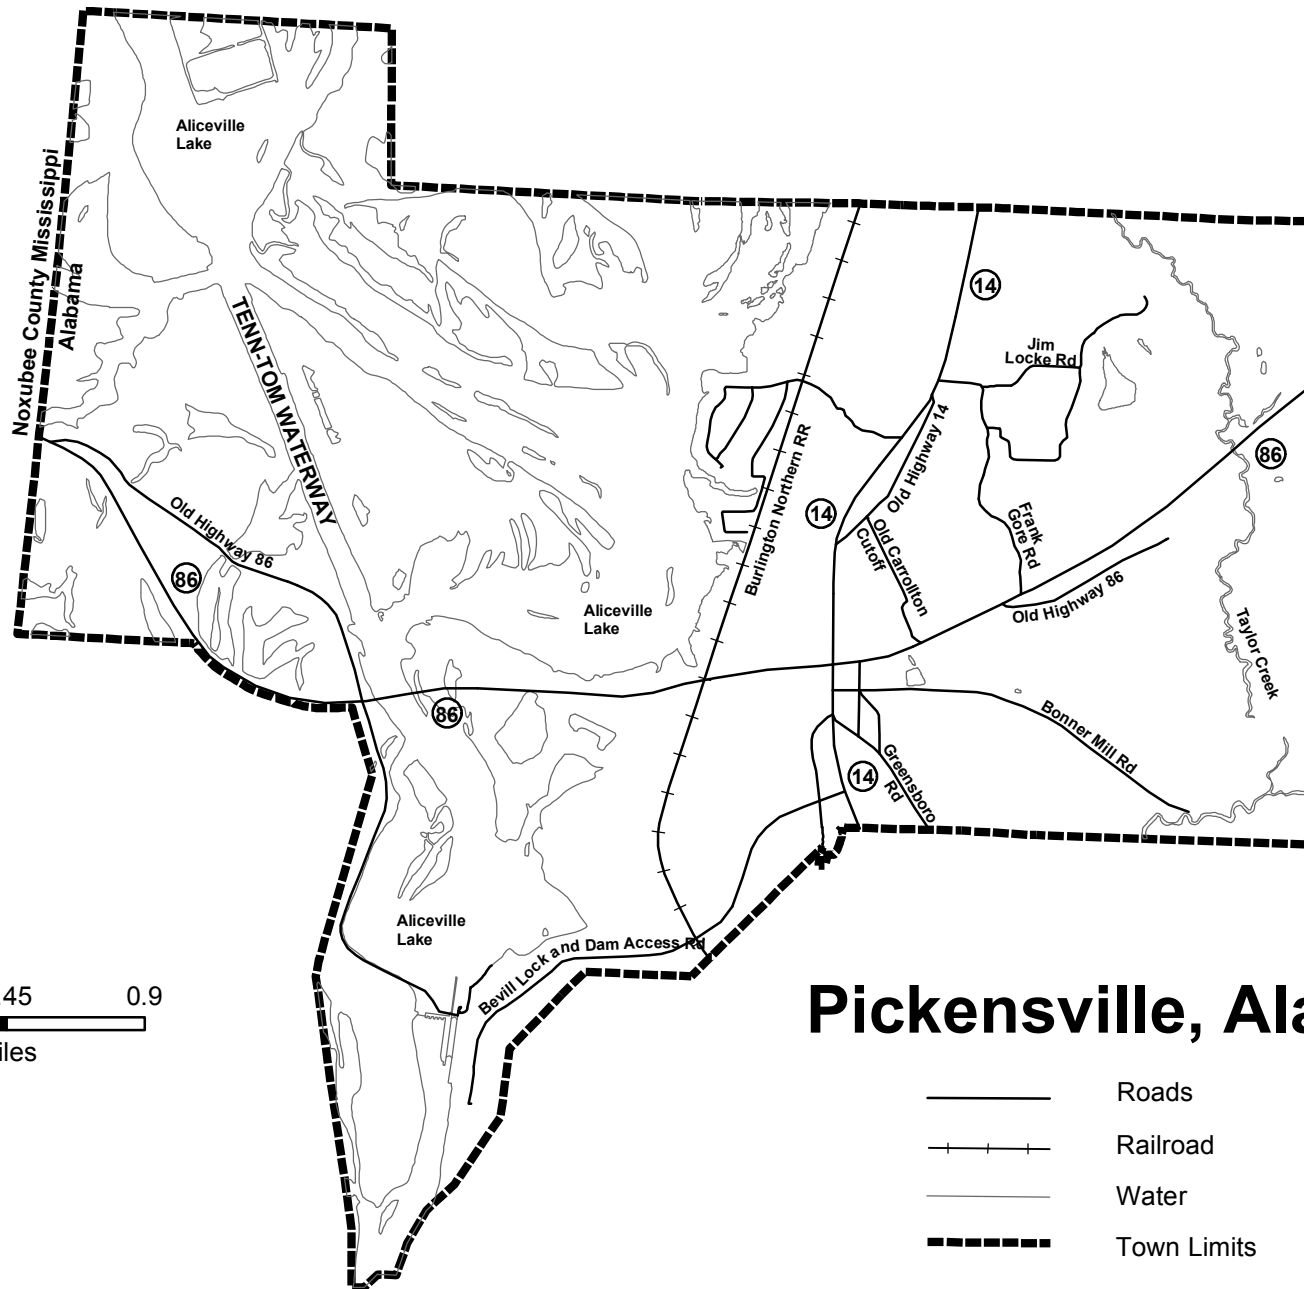 Aliceville
Lake
Noxubee County Mississippi
Alabama
TENN-TOM WATERWAY
14
Jim
Locke Rd
Old Highway 14
Burlington Northern RR
86
14
Old Carrollton
Cutoff
Frank
Gore Rd
Old Highway 86
86
Old Highway 86
Aliceville
Lake
Taylor Creek
86
Bonner Mill Rd
Greensboro
Rd
14
Aliceville
Lake
Bevill Lock and Dam Access Rd
45 0.9
iles
Pickensville, Ala
Roads
Railroad
Water
Town Limits